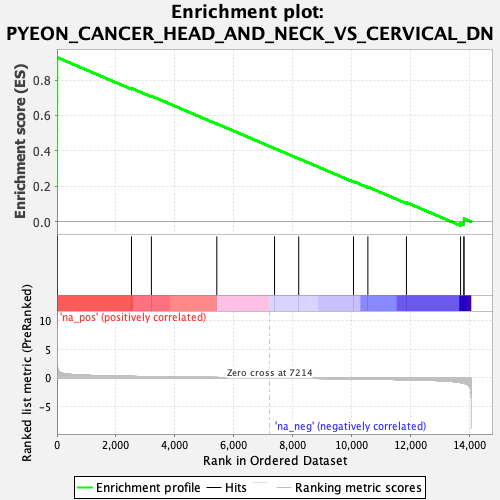 Enrichment plot:
PYEON_CANCER_HEAD_AND_NECK_VS_CERVICAL_DN
Enrichment score (ES)
0.8
0.6
0.4
0.2
0.0
'na_pos' (positively correlated)
Ranked list metric (PreRanked)
10
5
0
-5
Zero cross at 7214
'na_neg' (negatively correlated)
0 2,000 4,000 6,000 8,000 10,000 12,000 14,000
Rank in Ordered Dataset
Enrichment profile Hits Ranking metric scores